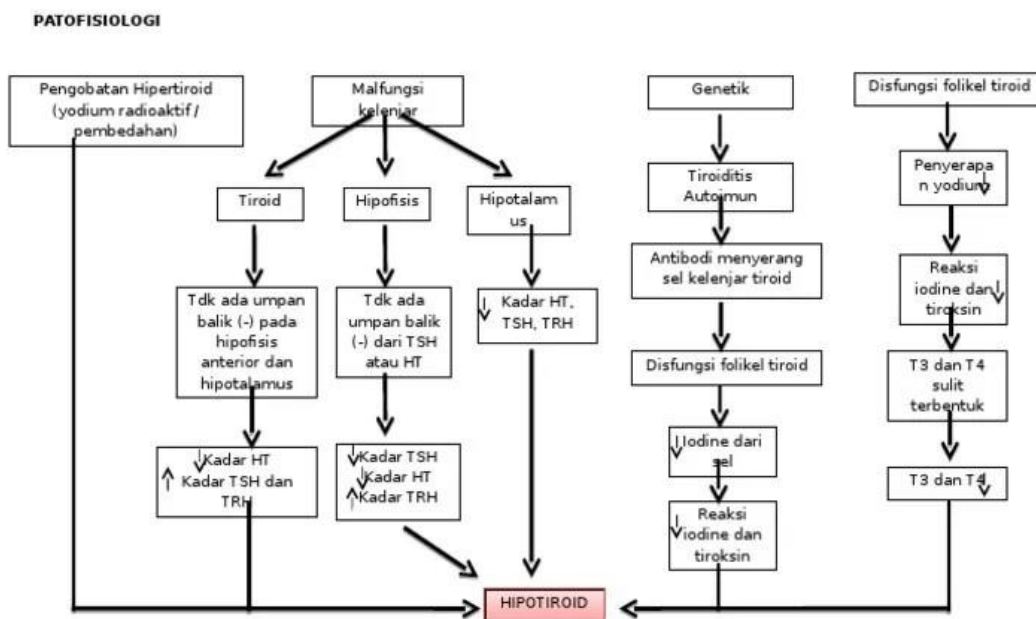 PATOFISIOLOGI
Pengobatan Hipertiroid
(yodium radioaktif /
pembedahan)
Malfungsi
kelenjar
Genetik
Disfungsi folikel tiroid
Tiroid
Hipofisis
Hipotalam
us
Tiroiditis
Autoimun
Penyerapa
n yodium ↓
Tdk ada umpan
balik (-) pada
hipofisis
anterior dan
hipotalamus
Tdk ada
umpan balik
(-) dari TSH
atau HT
↓ Kadar HT,
TSH, TRH
Antibodi menyerang
sel kelenjar tiroid
Reaksi
iodine dan
tiroksin ↓
Disfungsi folikel tiroid
T3 dan T4
sulit
terbentuk
↓Kadar HT
↑ Kadar TSH dan
TRH
↓Kadar TSH
↓Kadar HT
↑Kadar TRH
↓Iodine dari
sel
T3 dan T4↓
↓ Reaksi
iodine dan
tiroksin
HIPOTIROID